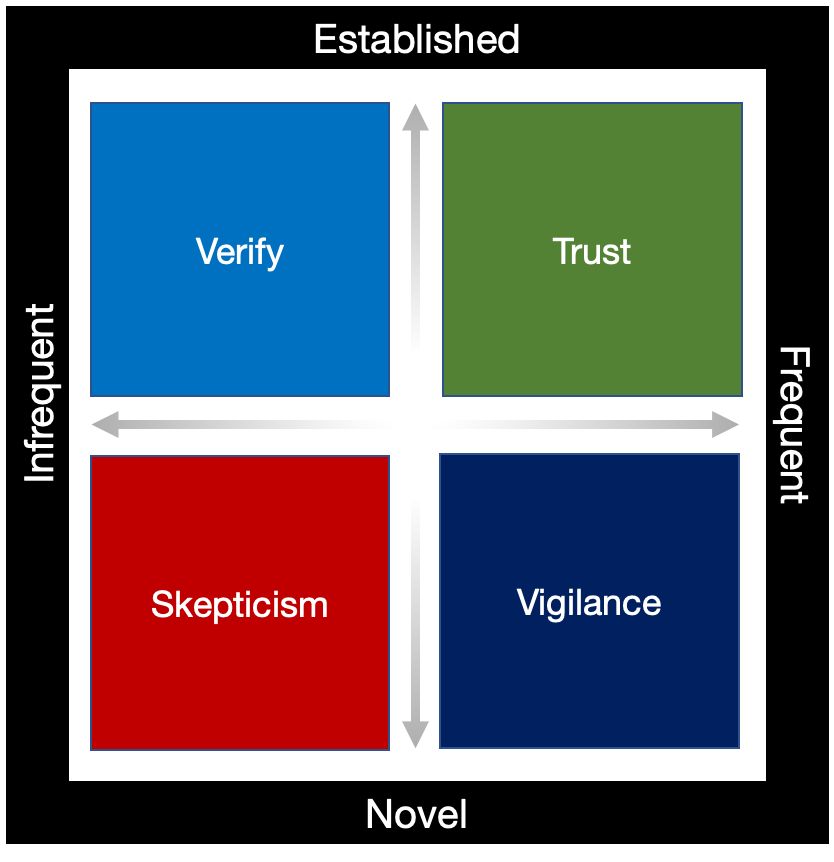 Established
Verify
Trust
Infrequent
Frequent
Skepticism
Vigilance
Novel